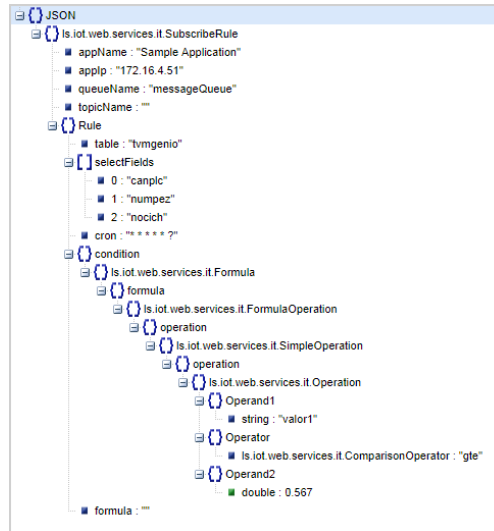 JSON
ls.iot.web.services.it.SubscribeRule
appName : "Sample Application"
appIp : "172.16.4.51"
queueName : "messageQueue"
topicName : ""
Rule
table : "tvmgenio"
selectFields
0 : "canplc"
1 : "numpez"
2 : "nocich"
cron : "* * * * * ?"
condition
ls.iot.web.services.it.Formula
formula
ls.iot.web.services.it.FormulaOperation
operation
ls.iot.web.services.it.SimpleOperation
operation
ls.iot.web.services.it.Operation
Operand1
string : "valor1"
Operator
ls.iot.web.services.it.ComparisonOperator : "gte"
Operand2
double : 0.567
formula : ""